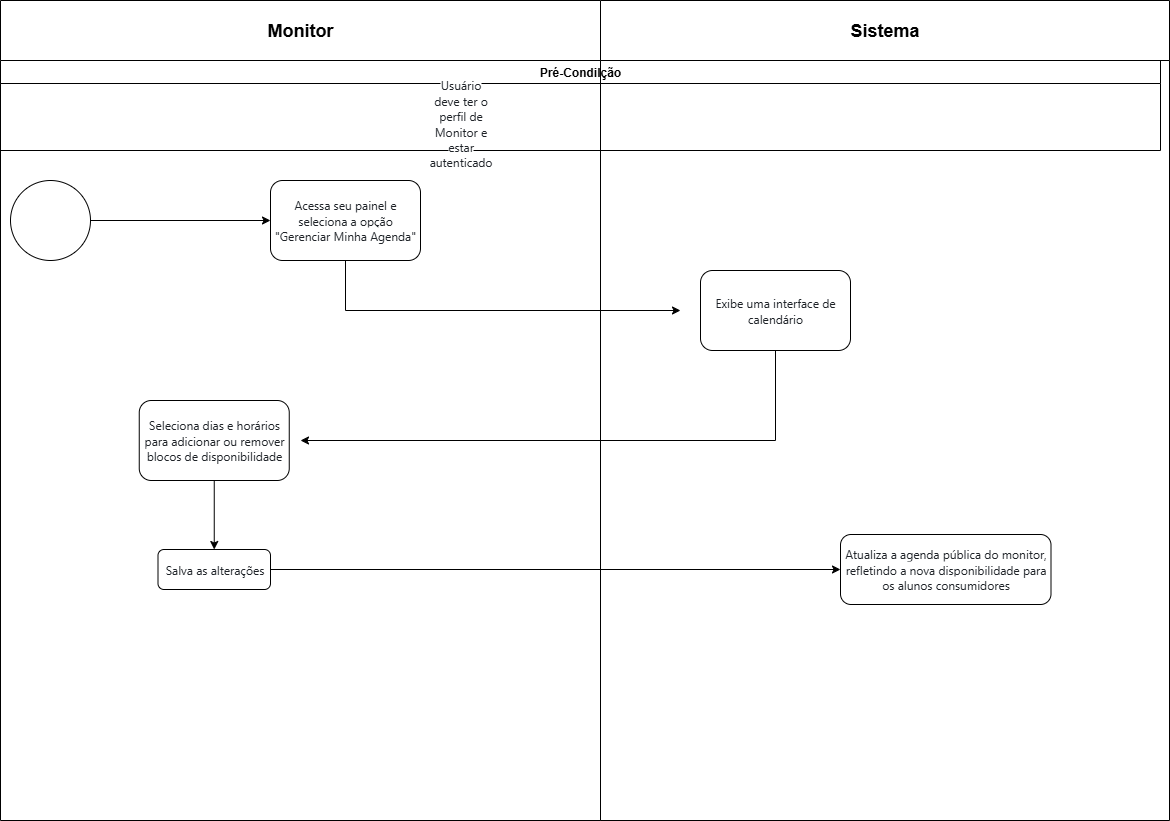 Monitor
Sistema
Pré-Condilção
Usuário
deve ter o
perfil de
Monitor e
estar
autenticado
Acessa seu painel e
seleciona a opção
"Gerenciar Minha Agenda"
Exibe uma interface de
calendário
Seleciona dias e horários
para adicionar ou remover
blocos de disponibilidade
Salva as alterações
Atualiza a agenda pública do monitor,
refletindo a nova disponibilidade para
os alunos consumidores